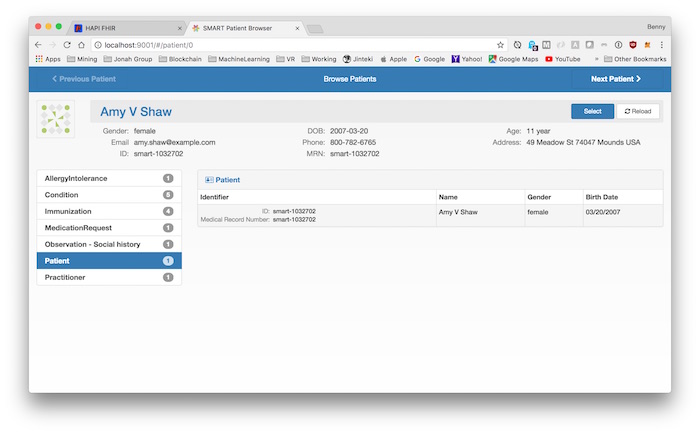 HAPI FHIR
SMART Patient Browser
Benny
localhost:9001/#/patient/0
Apps Mining Jonah Group Blockchain MachineLearning VR Working Jinteki Apple Google Yahoo! Google Maps YouTube » Other Bookmarks
Previous Patient Browse Patients Next Patient
Amy V Shaw Select Reload
Gender: female DOB: 2007-03-20 Age: 11 year
Email amy.shaw@example.com Phone: 800-782-6765 Address: 49 Meadow St 74047 Mounds USA
ID: smart-1032702 MRN: smart-1032702
AllergyIntolerance 1
Condition 5
Immunization 4
MedicationRequest 1
Observation - Social history 1
Patient 1
Practitioner 1
Patient
Identifier Name Gender Birth Date
ID: smart-1032702 Amy V Shaw female 03/20/2007
Medical Record Number: smart-1032702